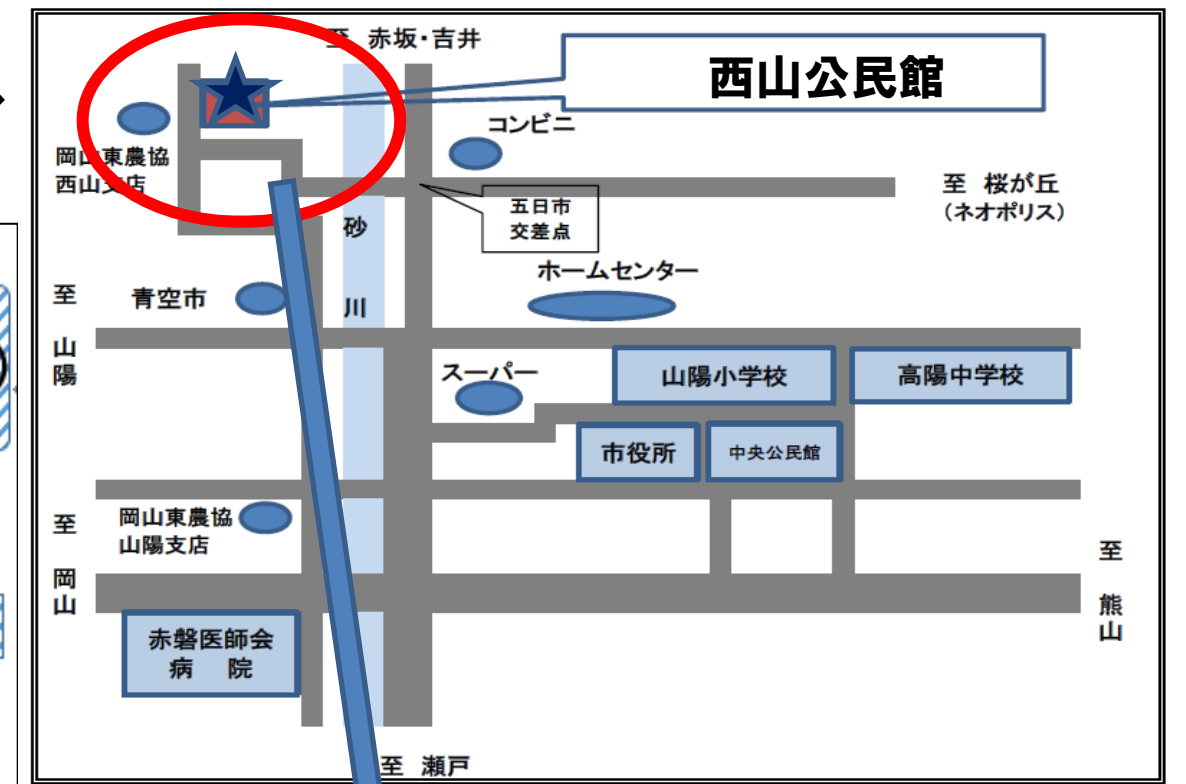 至 赤坂・吉井
西山公民館
コンビニ
岡山東農協
西山支店
至 桜が丘
（ネオポリス）
五日市
交差点
砂川
ホームセンター
青空市
至 山陽
スーパー
山陽小学校
高陽中学校
市役所
中央公民館
岡山東農協
山陽支店
至 岡山
至 熊山
赤磐医師会
病　院
至 瀬戸